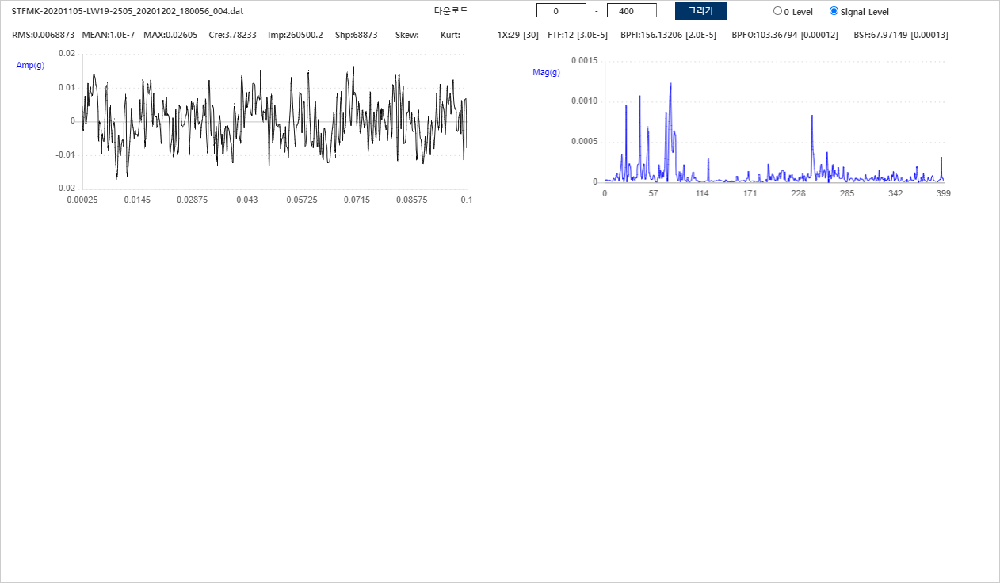 STFMK-20201105-LW19-2505_20201202_180056_004.dat 다운로드 0 - 400 그리기 0 Level Signal Level
RMS:0.0068873 MEAN:1.0E-7 MAX:0.02605 Cre:3.78233 Imp:260500.2 Shp:68873 Skew: Kurt: 1X:29 [30] FTF:12 [3.0E-5] BPFI:156.13206 [2.0E-5] BPFO:103.36794 [0.00012] BSF:67.97149 [0.00013]
Amp(g)
0.02
0.01
0
-0.01
-0.02
0.00025 0.0145 0.02875 0.043 0.05725 0.0715 0.08575 0.1
Mag(g)
0.0015
0.0010
0.0005
0
0 57 114 171 228 285 342 399